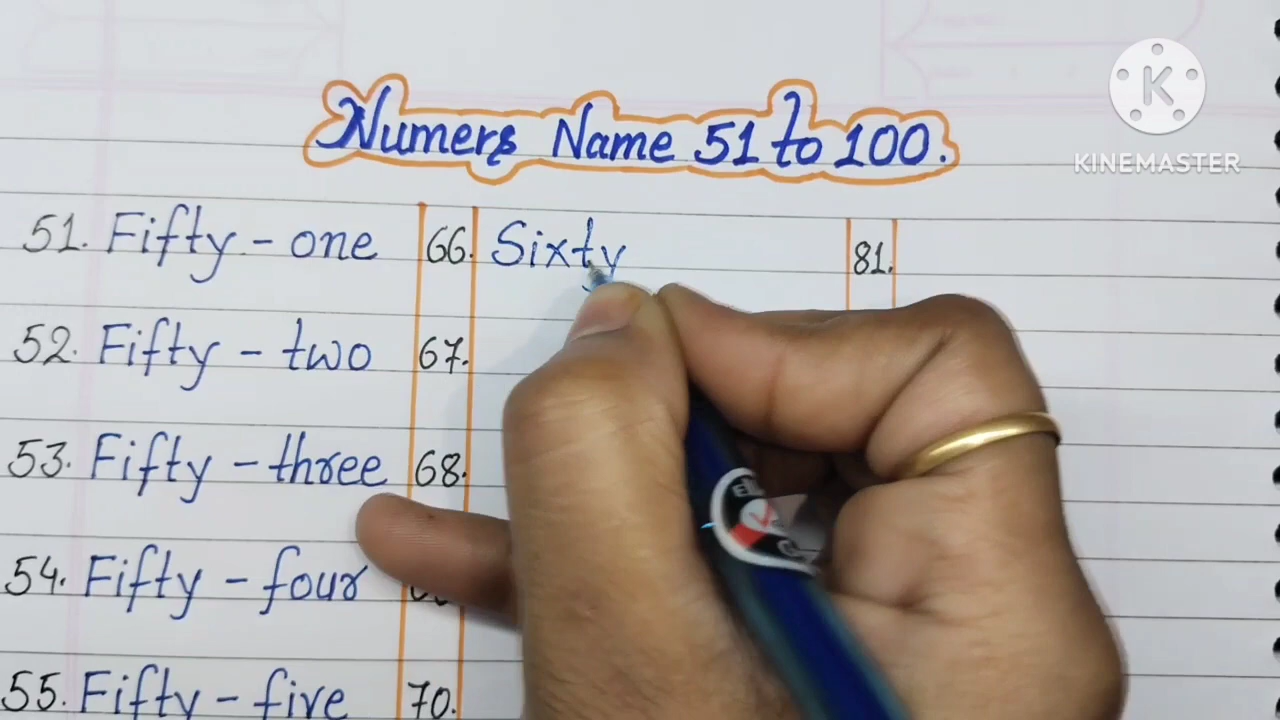 Numers Name 51 to 100.
51. Fifty - one 66. Sixty 81.
52. Fifty - two 67.
53. Fifty - three 68.
54. Fifty - four
55. Fifty - five 70.
K
KINEMASTER